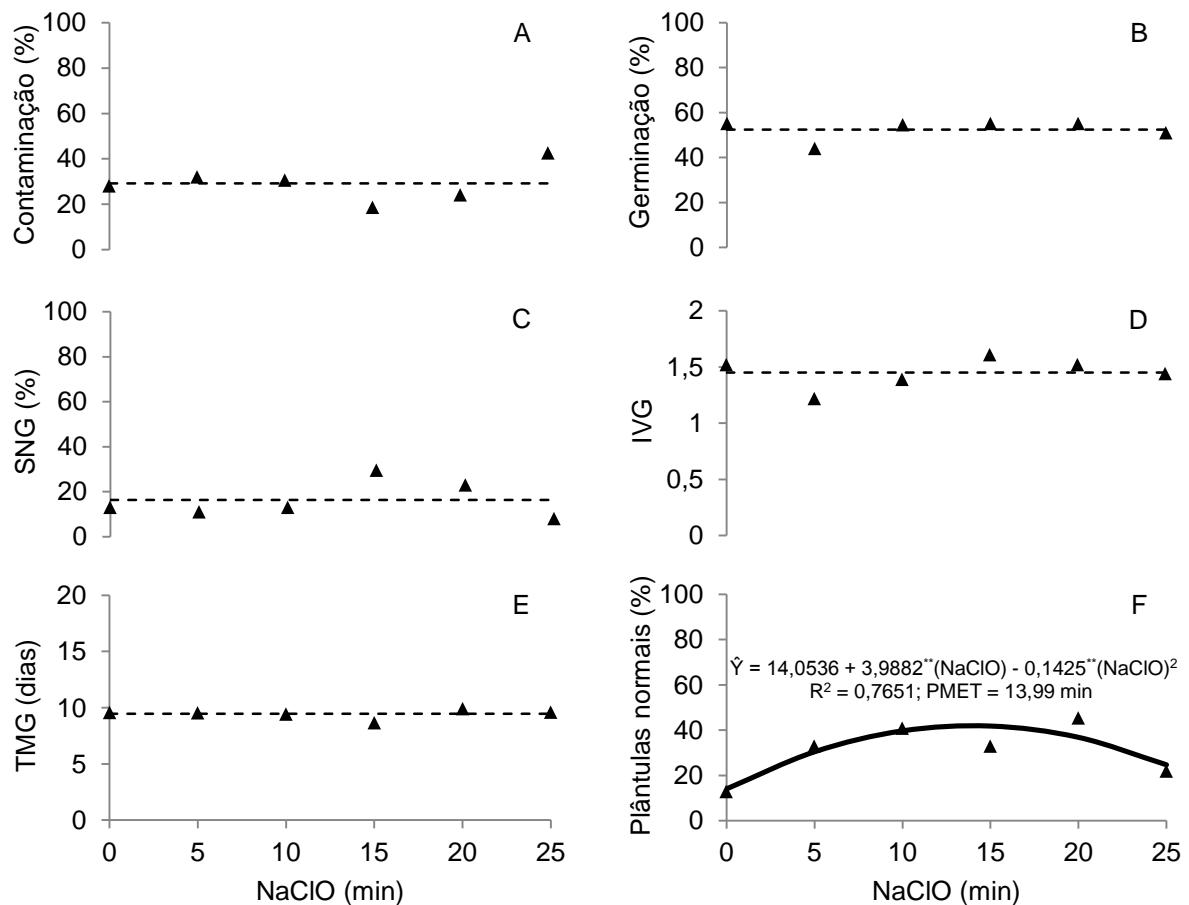 A
Contaminação (%)
100
80
60
40
20
0
B
Germinação (%)
100
80
60
40
20
0
C
SNG (%)
100
80
60
40
20
0
D
IVG
2
1,5
1
0,5
0
E
TMG (dias)
20
15
10
5
0
0 5 10 15 20 25
NaClO (min)
F
Plântulas normais (%)
100
80
60
40
20
0
Ŷ = 14,0536 + 3,9882**(NaClO) - 0,1425**(NaClO)²
R² = 0,7651; PMET = 13,99 min
0 5 10 15 20 25
NaClO (min)